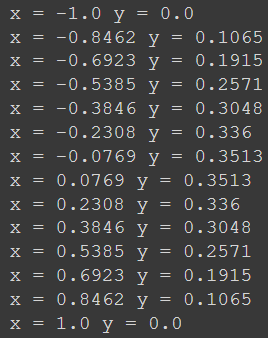 x = -1.0 y = 0.0
x = -0.8462 y = 0.1065
x = -0.6923 y = 0.1915
x = -0.5385 y = 0.2571
x = -0.3846 y = 0.3048
x = -0.2308 y = 0.336
x = -0.0769 y = 0.3513
x = 0.0769 y = 0.3513
x = 0.2308 y = 0.336
x = 0.3846 y = 0.3048
x = 0.5385 y = 0.2571
x = 0.6923 y = 0.1915
x = 0.8462 y = 0.1065
x = 1.0 y = 0.0